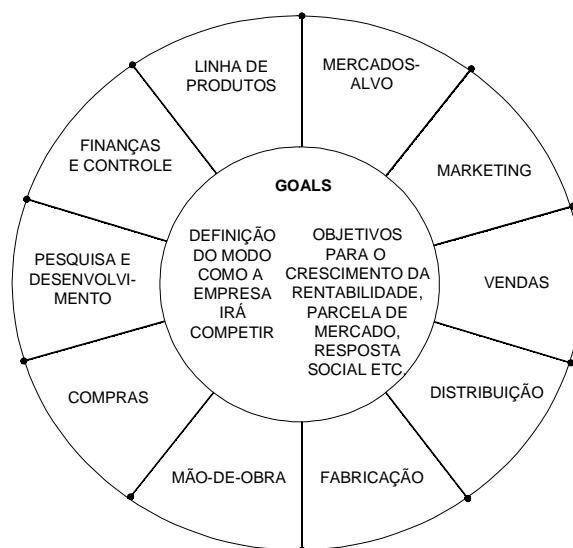 LINHA DE
PRODUTOS
MERCADOS-
ALVO
MARKETING
VENDAS
DISTRIBUIÇÃO
FABRICAÇÃO
MÃO-DE-OBRA
COMPRAS
PESQUISA E
DESENVOLVI-
MENTO
FINANÇAS
E CONTROLE
GOALS
DEFINIÇÃO
DO MODO
COMO A
EMPRESA
IRÁ
COMPETIR
OBJETIVOS
PARA O
CRESCIMENTO DA
RENTABILIDADE,
PARCELA DE
MERCADO,
RESPOSTA
SOCIAL ETC.